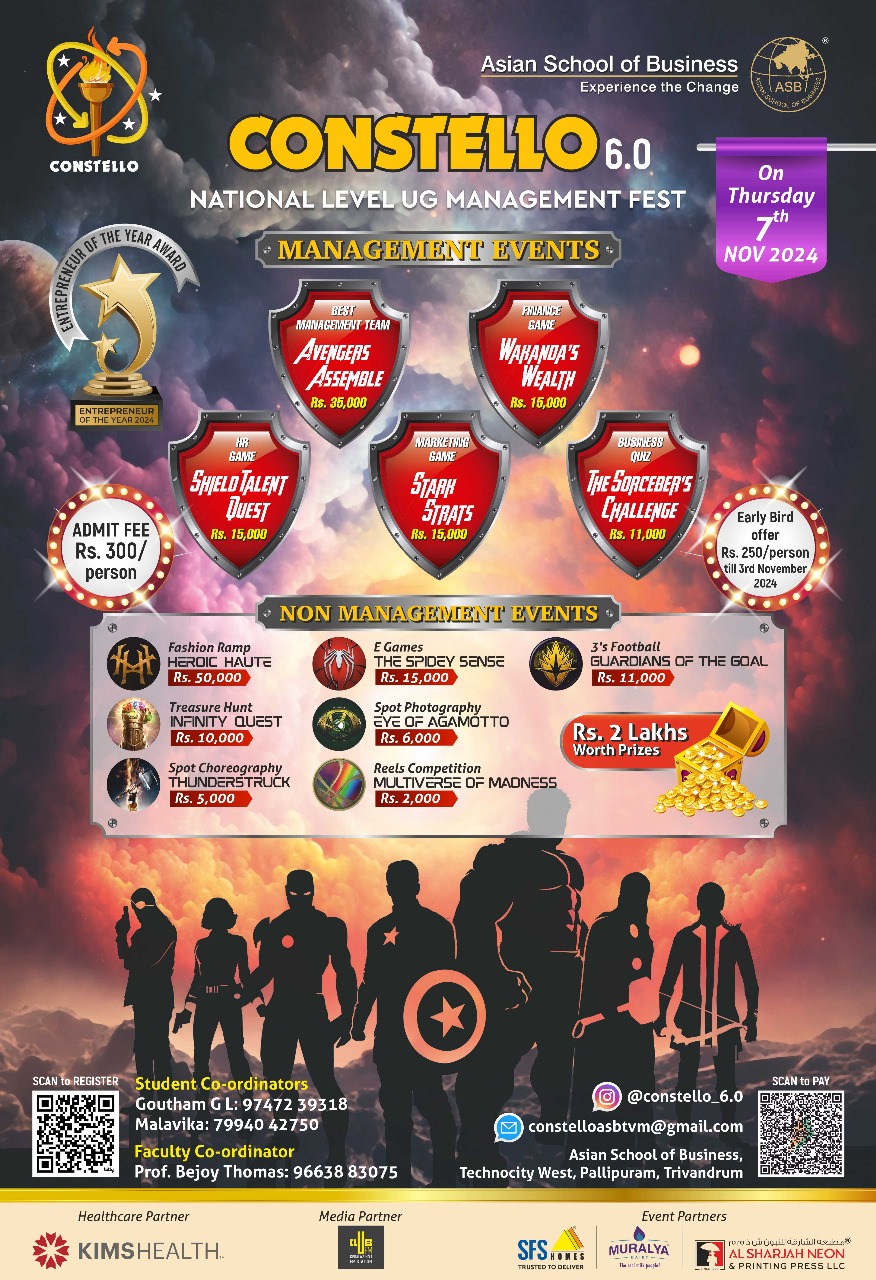 CONSTELLO
Asian School of Business
Experience the Change
ASB
ASIAN SCHOOL OF BUSINESS
®
CONSTELLO 6.0
NATIONAL LEVEL UG MANAGEMENT FEST
On
Thursday
7th
NOV 2024
ENTREPRENEUR OF THE YEAR AWARD
ENTREPRENEUR
OF THE YEAR 2024
MANAGEMENT EVENTS
BEST
MANAGEMENT TEAM
AVENGERS
ASSEMBLE
Rs. 35,000
FINANCE
GAME
WAKANDA'S
WEALTH
Rs. 15,000
HR
GAME
SHIELD TALENT
QUEST
Rs. 15,000
MARKETING
GAME
STARK
STRATS
Rs. 15,000
BUSINESS
QUIZ
THE SORCEBER'S
CHALLENGE
Rs. 11,000
ADMIT FEE
Rs. 300/
person
Early Bird
offer
Rs. 250/person
till 3rd November
2024
NON MANAGEMENT EVENTS
Fashion Ramp
HEROIC HAUTE
Rs. 50,000
E Games
THE SPIDEY SENSE
Rs. 15,000
3's Football
GUARDIANS OF THE GOAL
Rs. 11,000
Treasure Hunt
INFINITY QUEST
Rs. 10,000
Spot Photography
EYE OF AGAMOTTO
Rs. 6,000
Spot Choreography
THUNDERSTRUCK
Rs. 5,000
Reels Competition
MULTIVERSE OF MADNESS
Rs. 2,000
Rs. 2 Lakhs
Worth Prizes
SCAN to REGISTER
Student Co-ordinators
Goutham G L: 97472 39318
Malavika: 79940 42750
Faculty Co-ordinator
Prof. Bejoy Thomas: 96638 83075
@constello_6.0
constelloasbtvm@gmail.com
Asian School of Business,
Technocity West, Pallipuram, Trivandrum
SCAN to PAY
Healthcare Partner
KIMSHEALTH
Media Partner
Event Partners
SFS HOMES
TRUSTED TO DELIVER
MURALYA
DAIRY
مطبعة الشارقة للنيون ش ذ م م
AL SHARJAH NEON
& PRINTING PRESS LLC